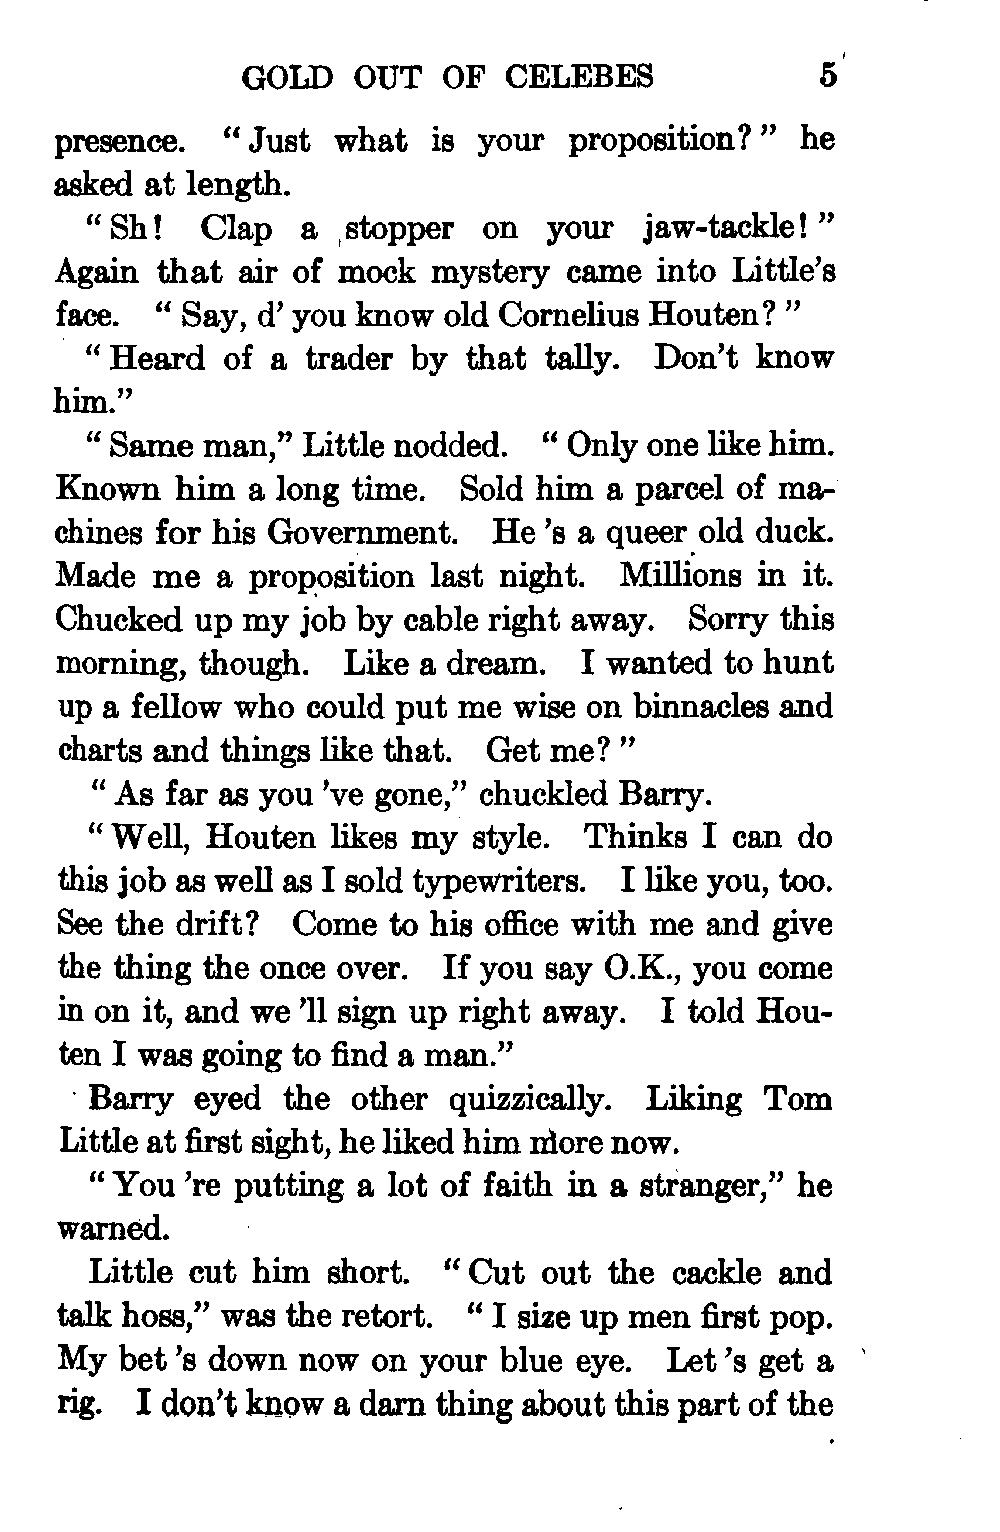 GOLD OUT OF CELEBES 5
presence. “Just what is your proposition?” he
asked at length.
“Sh! Clap a stopper on your jaw-tackle!”
Again that air of mock mystery came into Little’s
face. “Say, d’ you know old Cornelius Houten?”
“Heard of a trader by that tally. Don’t know
him.”
“Same man,” Little nodded. “Only one like him.
Known him a long time. Sold him a parcel of ma-
chines for his Government. He ’s a queer old duck.
Made me a proposition last night. Millions in it.
Chucked up my job by cable right away. Sorry this
morning, though. Like a dream. I wanted to hunt
up a fellow who could put me wise on binnacles and
charts and things like that. Get me?”
“As far as you ’ve gone,” chuckled Barry.
“Well, Houten likes my style. Thinks I can do
this job as well as I sold typewriters. I like you, too.
See the drift? Come to his office with me and give
the thing the once over. If you say O.K., you come
in on it, and we ’ll sign up right away. I told Hou-
ten I was going to find a man.”
Barry eyed the other quizzically. Liking Tom
Little at first sight, he liked him more now.
“You ’re putting a lot of faith in a stranger,” he
warned.
Little cut him short. “Cut out the cackle and
talk hoss,” was the retort. “I size up men first pop.
My bet ’s down now on your blue eye. Let ’s get a
rig. I don’t know a darn thing about this part of the